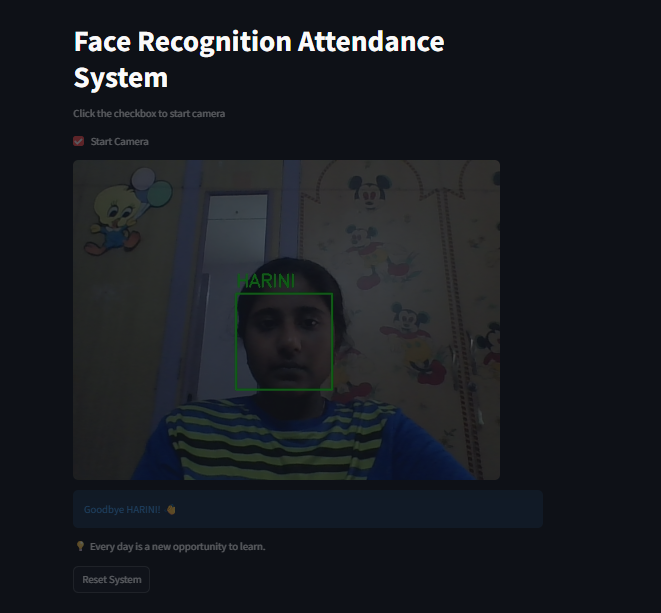 Face Recognition Attendance
System
Click the checkbox to start camera
Start Camera
HARINI
Goodbye HARINI! 👋
💡 Every day is a new opportunity to learn.
Reset System